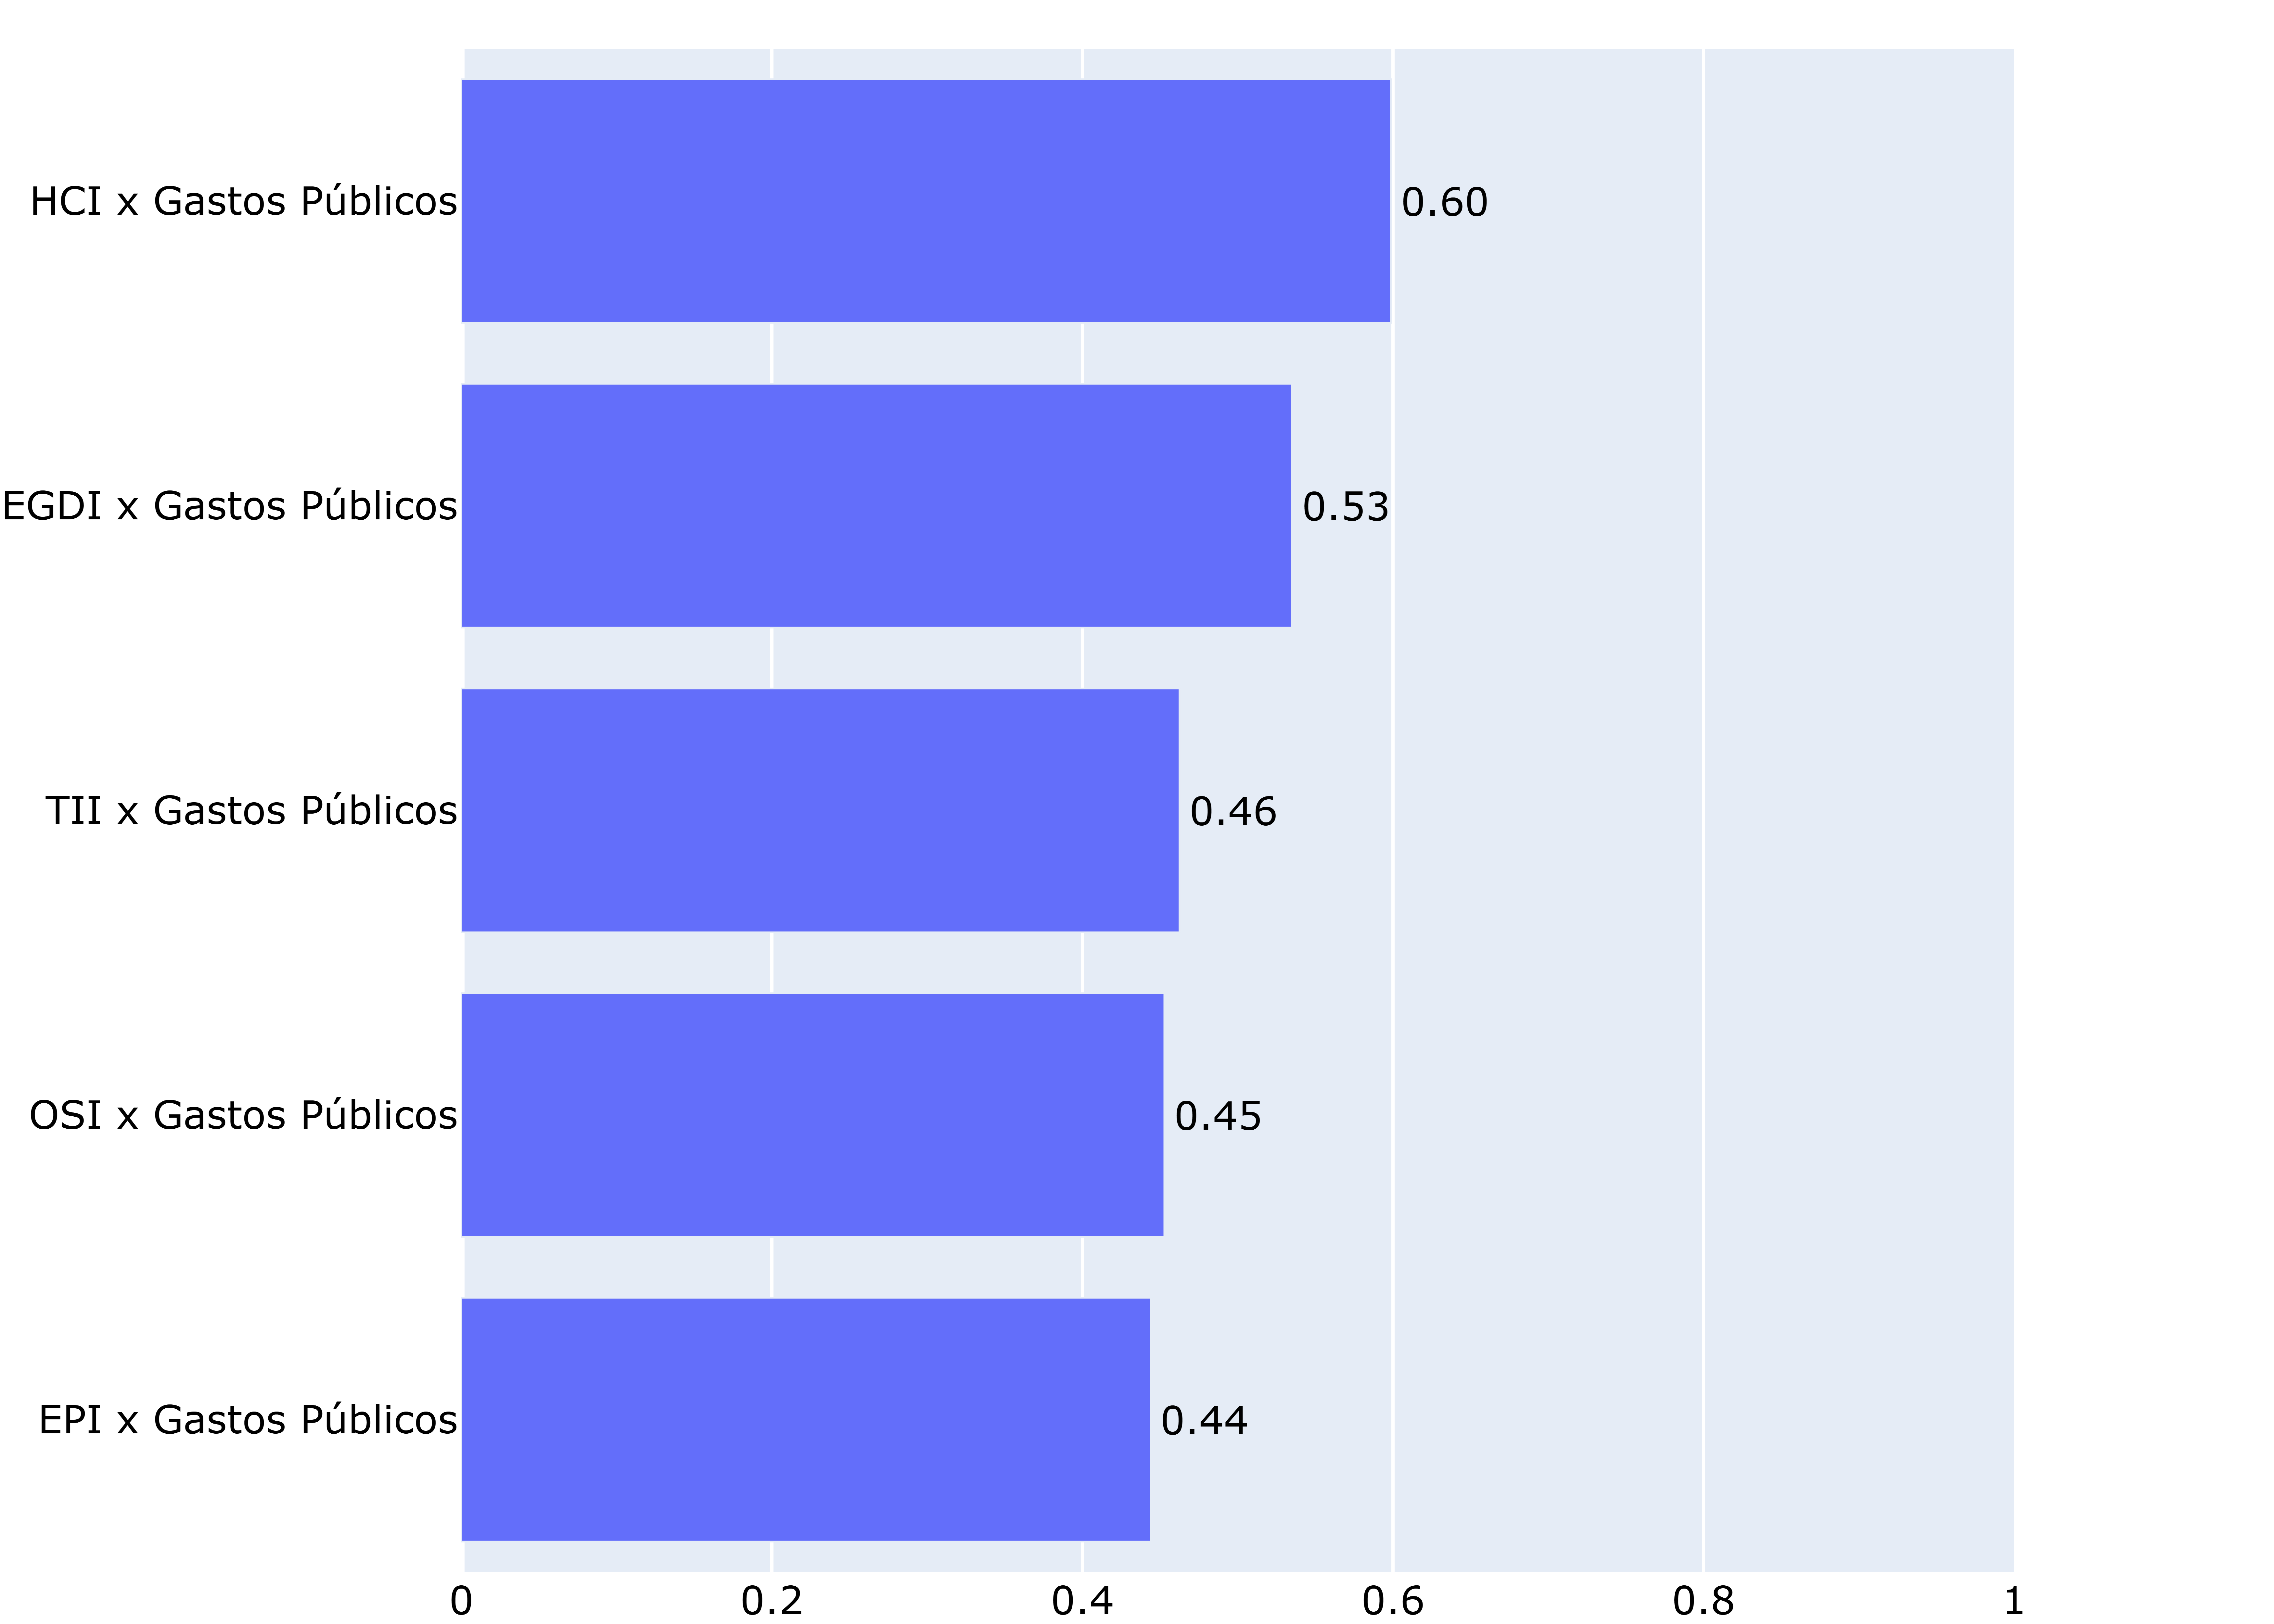 HCI x Gastos Públicos 0.60
EGDI x Gastos Públicos 0.53
TII x Gastos Públicos 0.46
OSI x Gastos Públicos 0.45
EPI x Gastos Públicos 0.44
0 0.2 0.4 0.6 0.8 1